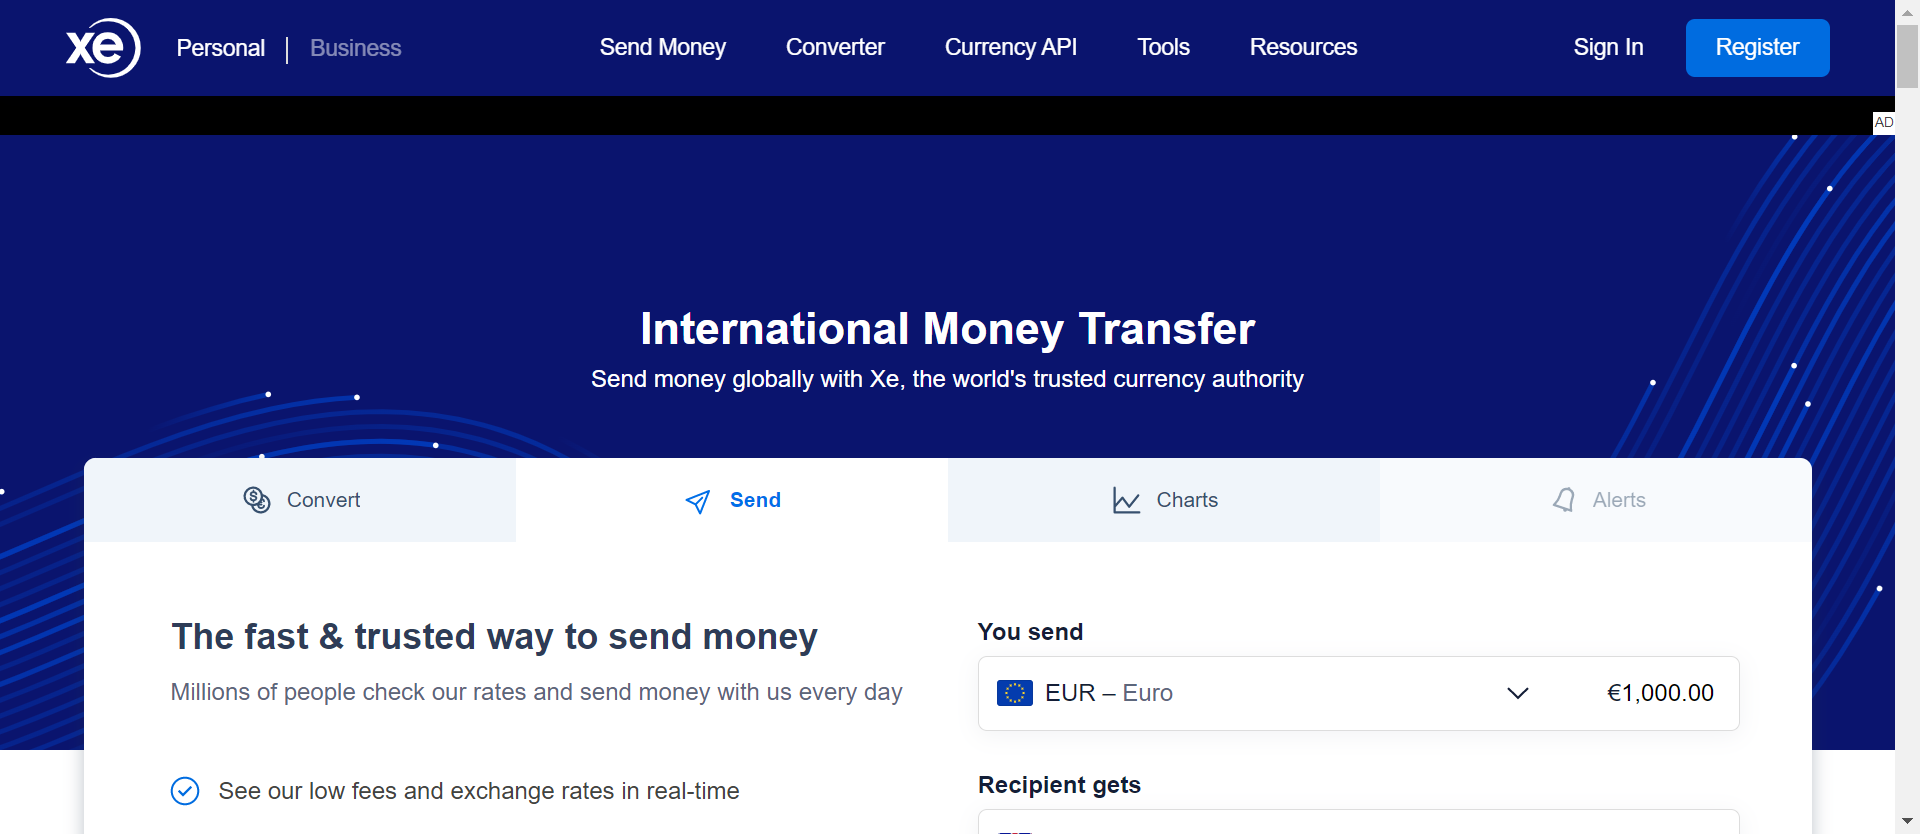 xe Personal Business Send Money Converter Currency API Tools Resources Sign In Register
AD
International Money Transfer
Send money globally with Xe, the world's trusted currency authority
Convert Send Charts Alerts
The fast & trusted way to send money
Millions of people check our rates and send money with us every day
See our low fees and exchange rates in real-time
You send
EUR – Euro €1,000.00
Recipient gets